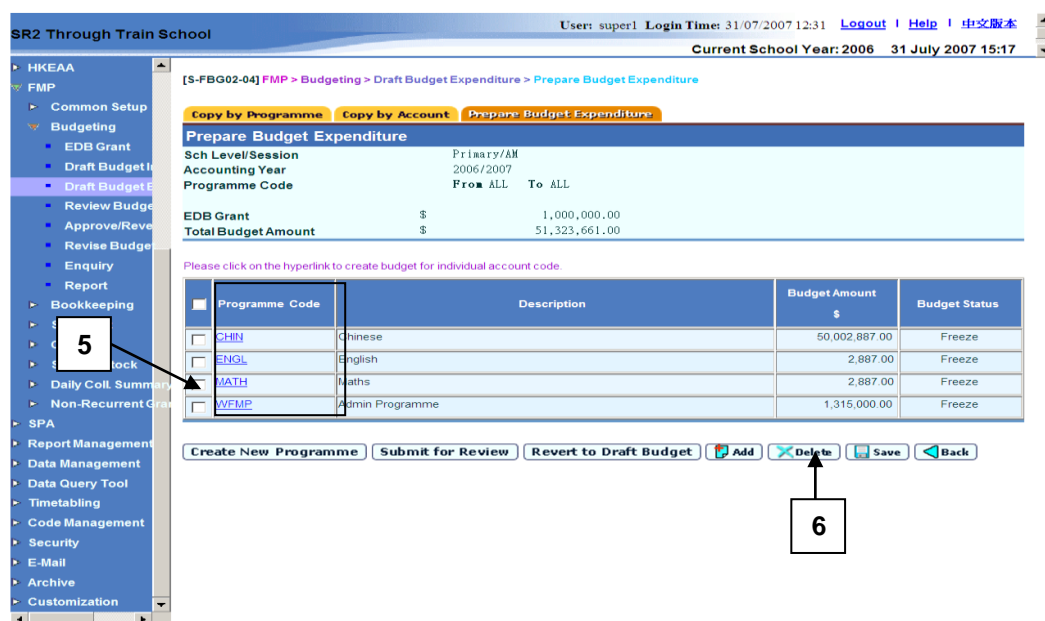 SR2 Through Train School
User: super1 Login Time: 31/07/2007 12:31 Logout | Help | 中文版本
Current School Year: 2006 31 July 2007 15:17
HKEAA
FMP
Common Setup
Budgeting
EDB Grant
Draft Budget I
Draft Budget E
Review Budge
Approve/Reve
Revise Budget
Enquiry
Report
Bookkeeping
S
tock
Daily Coll. Summary
Non-Recurrent Gra
SPA
Report Management
Data Management
Data Query Tool
Timetabling
Code Management
Security
E-Mail
Archive
Customization
[S-FBG02-04] FMP > Budgeting > Draft Budget Expenditure > Prepare Budget Expenditure
Copy by Programme Copy by Account Prepare Budget Expenditure
Prepare Budget Expenditure
Sch Level/Session Primary/AM
Accounting Year 2006/2007
Programme Code From ALL To ALL
EDB Grant $ 1,000,000.00
Total Budget Amount $ 51,323,661.00
Please click on the hyperlink to create budget for individual account code.
Programme Code Description Budget Amount $ Budget Status
CHIN Chinese 50,002,887.00 Freeze
ENGL English 2,887.00 Freeze
MATH Maths 2,887.00 Freeze
WFMP Admin Programme 1,315,000.00 Freeze
Create New Programme Submit for Review Revert to Draft Budget Add Delete Save Back
5
6